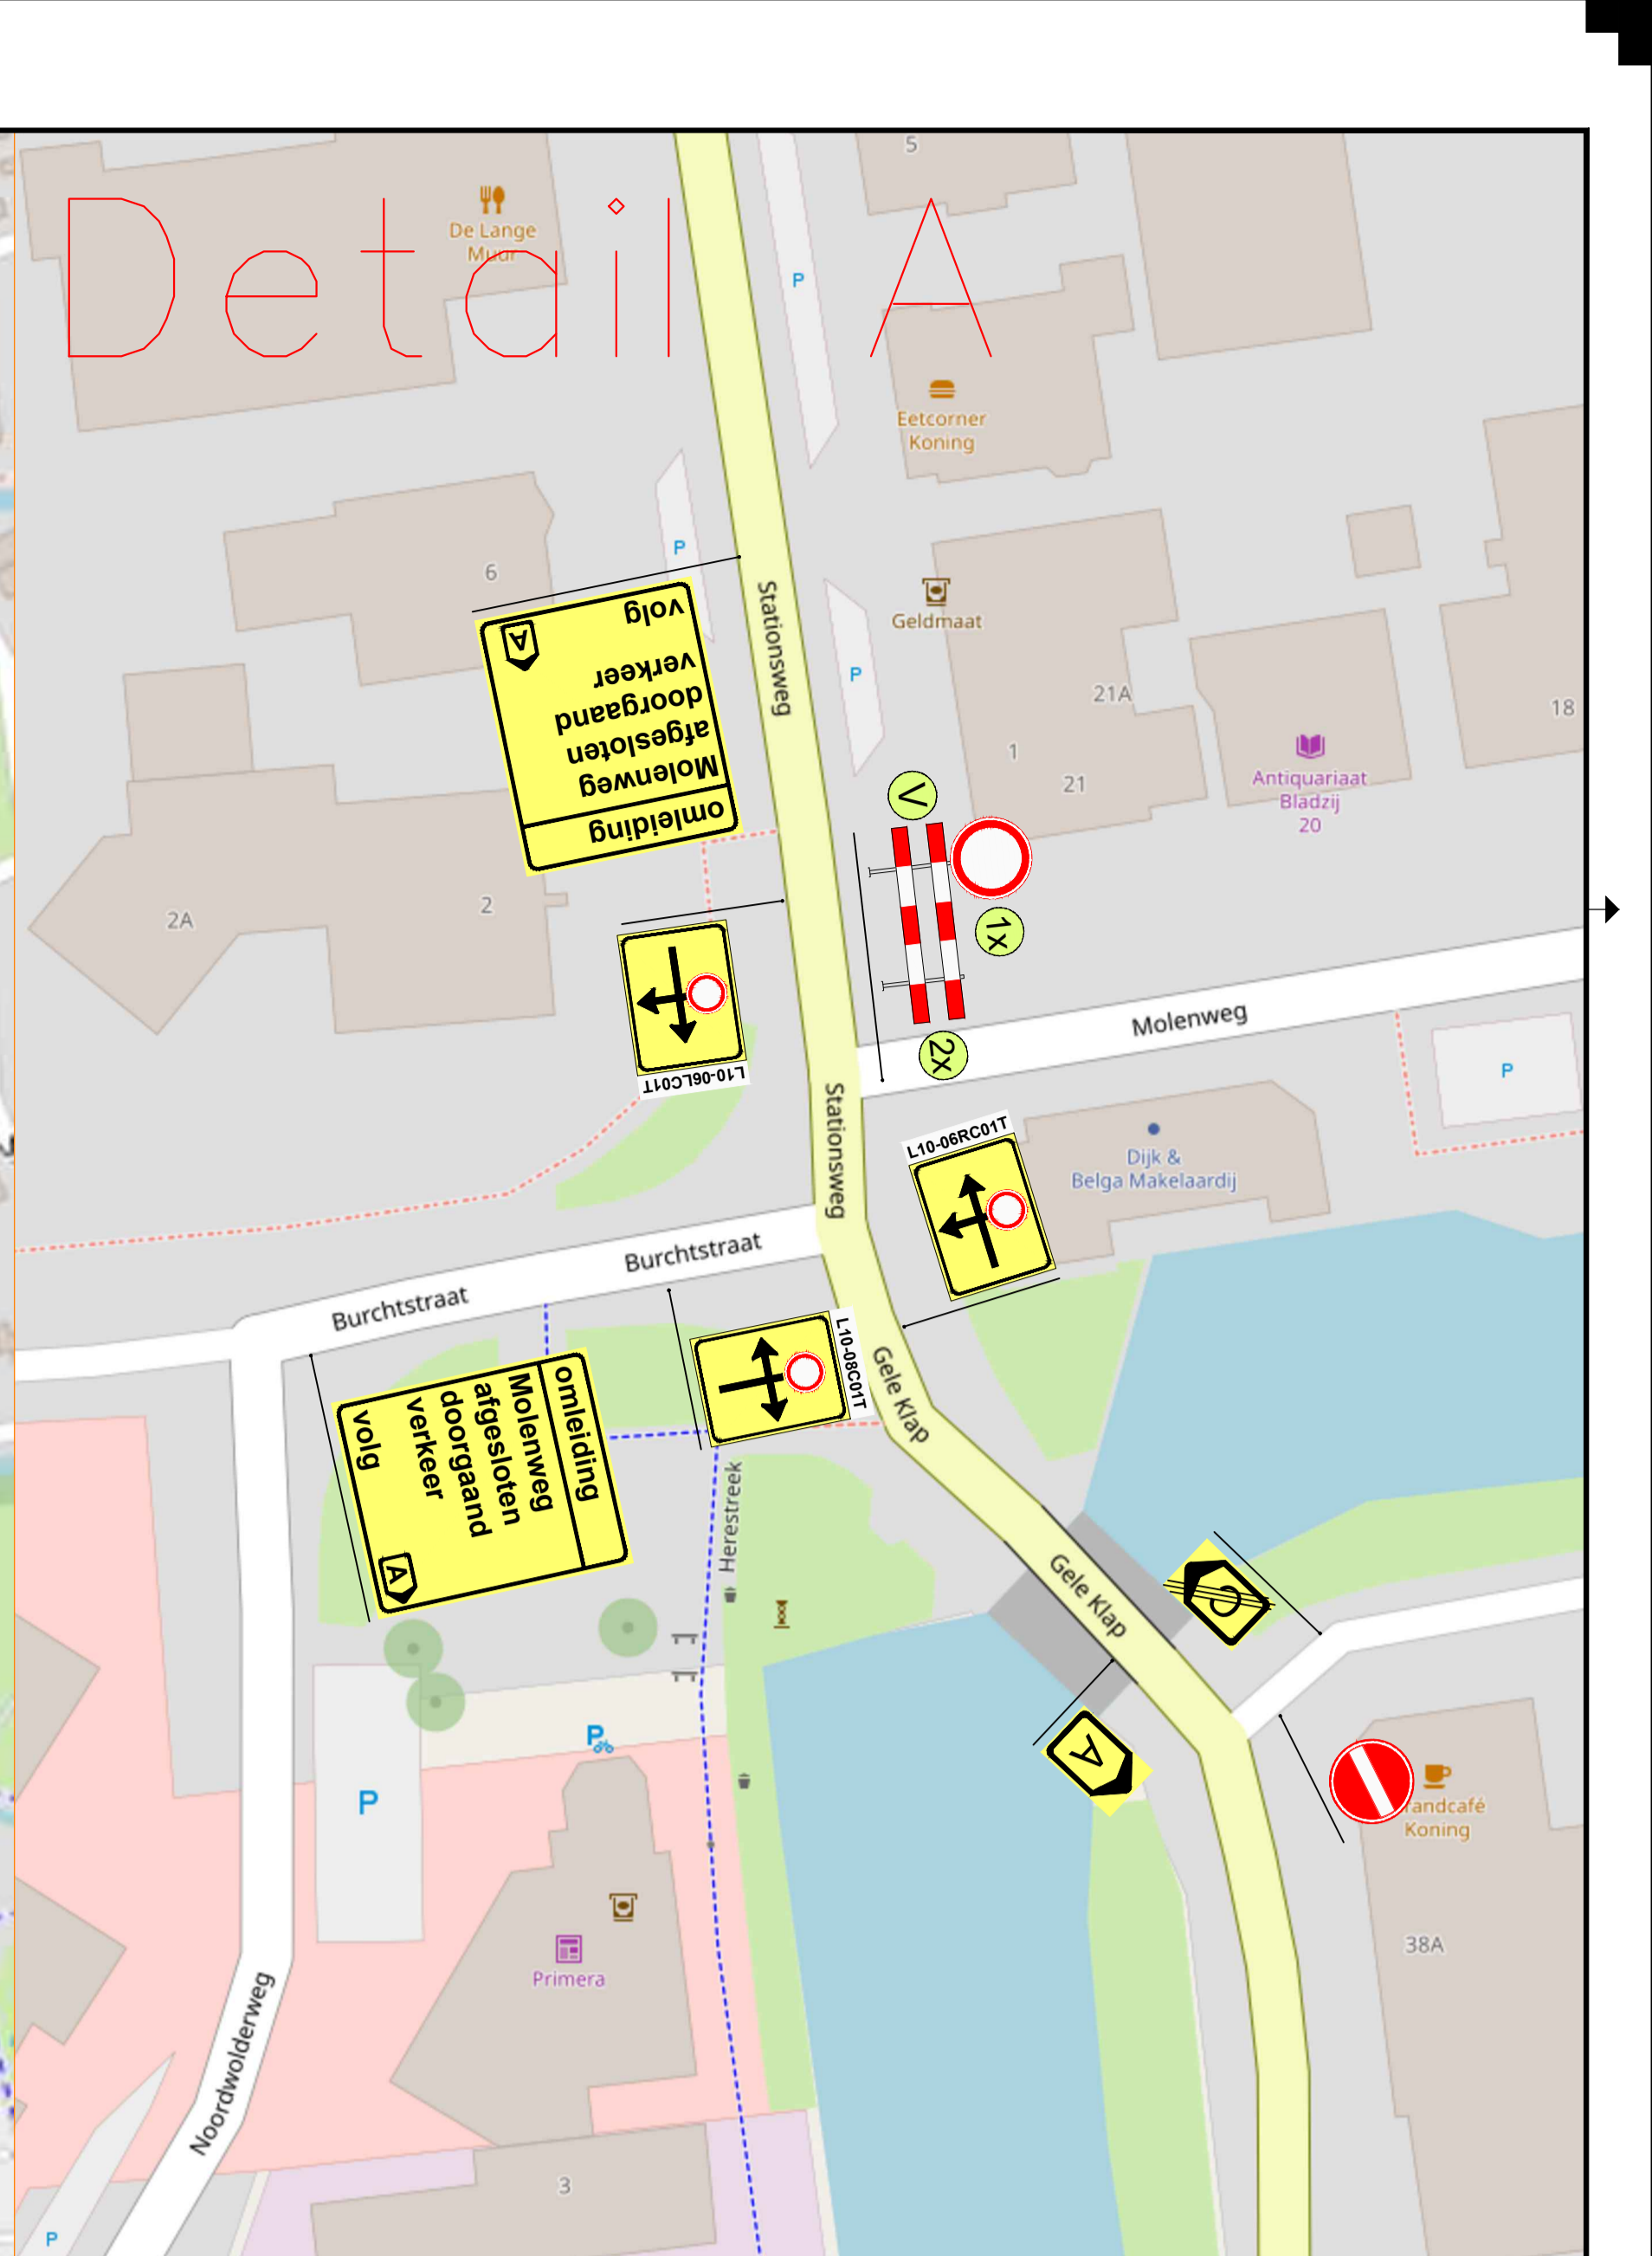 Detail A
De Lange
Muur
5
P
Eetcorner
Koning
6
P
Stationsweg
Geldmaat
omleiding
Molenweg
afgesloten
doorgaand
verkeer
volg
A
P
21A
1
21
18
Antiquariaat
Bladzij
20
V
1x
2x
2A
2
L10-06LC01T
Molenweg
P
Stationsweg
L10-06RC01T
Dijk &
Belga Makelaardij
Burchtstraat
Burchtstraat
L10-08C01T
Gele Klap
omleiding
Molenweg
afgesloten
doorgaand
verkeer
volg
A
Herestreek
Gele Klap
C
A
P
P
randcafé
Koning
38A
Primera
Noordwolderweg
3
P